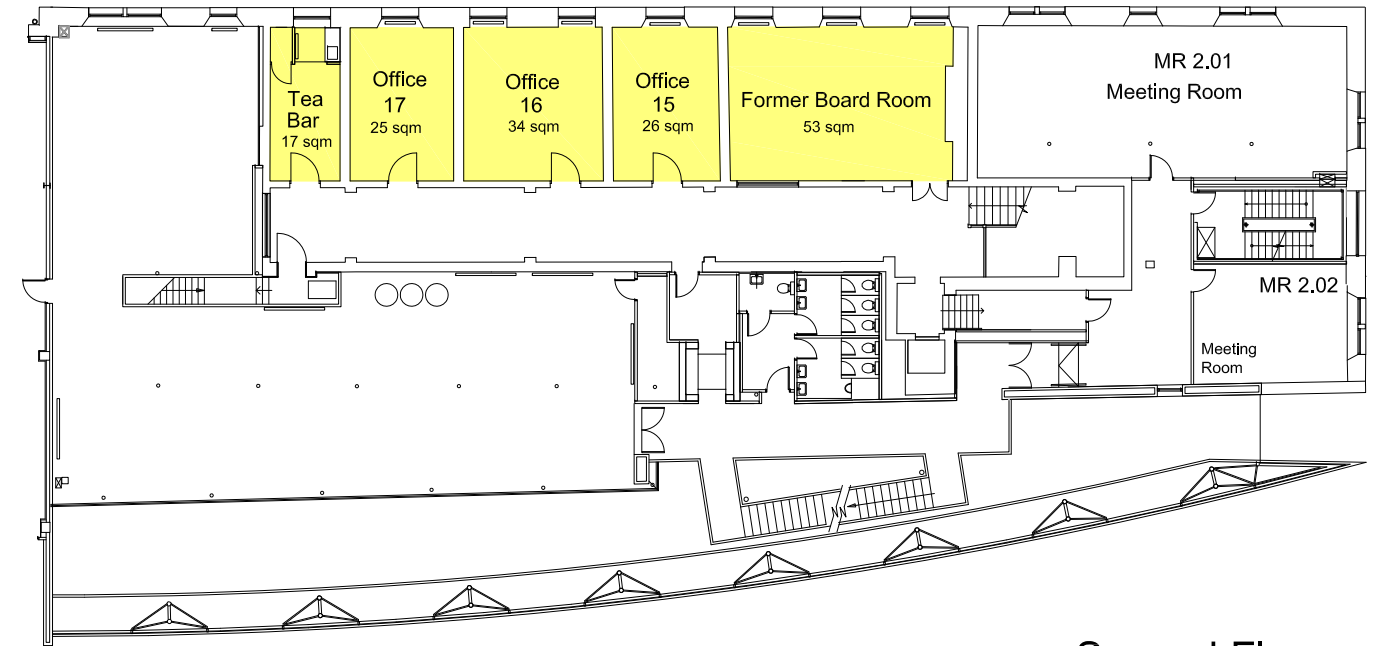 Tea
Bar
17 sqm
Office
17
25 sqm
Office
16
34 sqm
Office
15
26 sqm
Former Board Room
53 sqm
MR 2.01
Meeting Room
MR 2.02
Meeting
Room